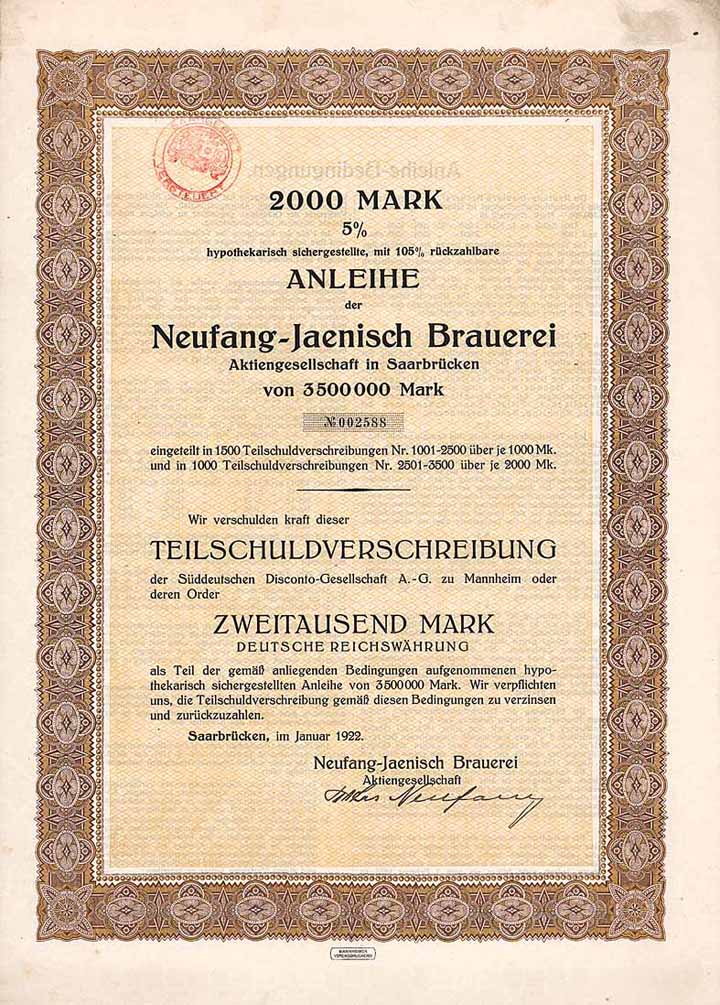 VERSTEUERT
2000 MARK
5%
hypothekarisch sichergestellte, mit 105% rückzahlbare
ANLEIHE
der
Neufang-Jaenisch Brauerei
Aktiengesellschaft in Saarbrücken
von 3500000 Mark
№ 002588
eingeteilt in 1500 Teilschuldverschreibungen Nr. 1001-2500 über je 1000 Mk.
und in 1000 Teilschuldverschreibungen Nr. 2501-3500 über je 2000 Mk.
Wir verschulden kraft dieser
TEILSCHULDVERSCHREIBUNG
der Süddeutschen Disconto-Gesellschaft A.-G. zu Mannheim oder
deren Order
ZWEITAUSEND MARK
DEUTSCHE REICHSWÄHRUNG
als Teil der gemäß anliegenden Bedingungen aufgenommenen hypo-
thekarisch sichergestellten Anleihe von 3500000 Mark. Wir verpflichten
uns, die Teilschuldverschreibung gemäß diesen Bedingungen zu verzinsen
und zurückzuzahlen.
Saarbrücken, im Januar 1922.
Neufang-Jaenisch Brauerei
Aktiengesellschaft
Neufang
MANNHEIMER
VEREINSDRUCKEREI